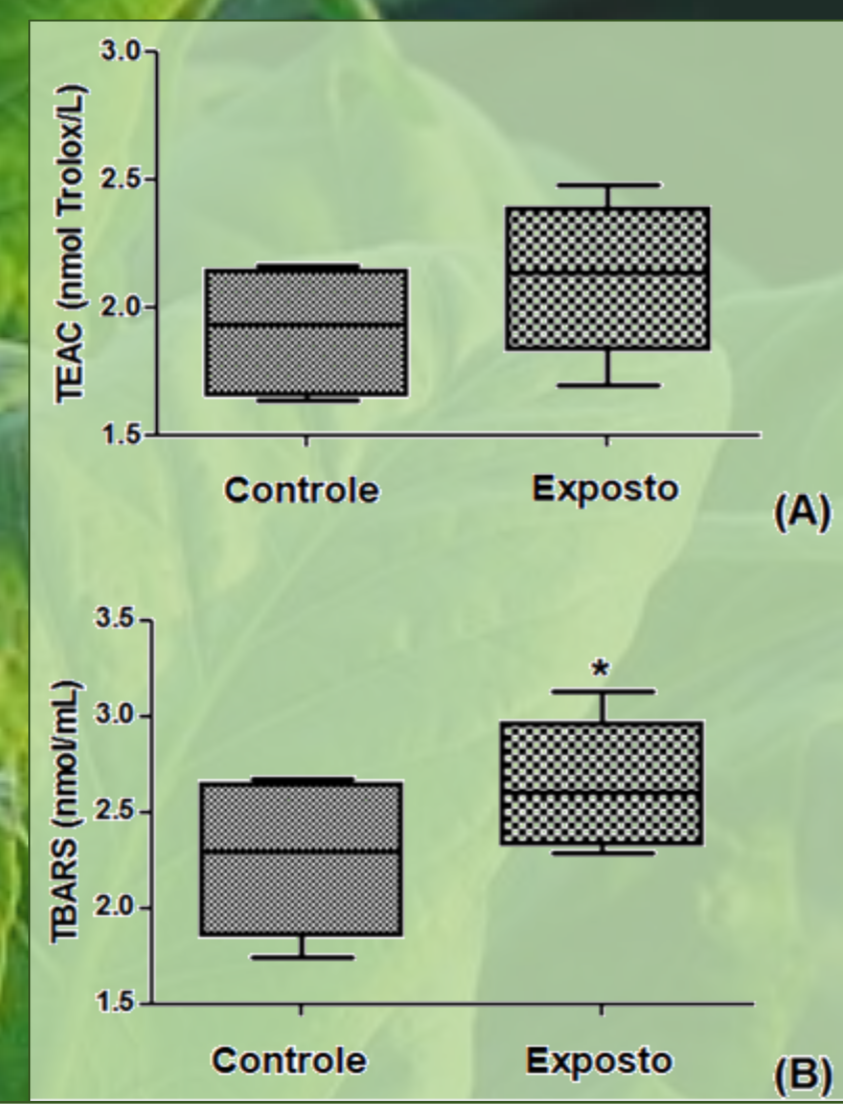 3.0
2.5
2.0
1.5
TEAC (nmol Trolox/L)
Controle Exposto
(A)
3.5
3.0
2.5
2.0
1.5
TBARS (nmol/mL)
*
Controle Exposto
(B)